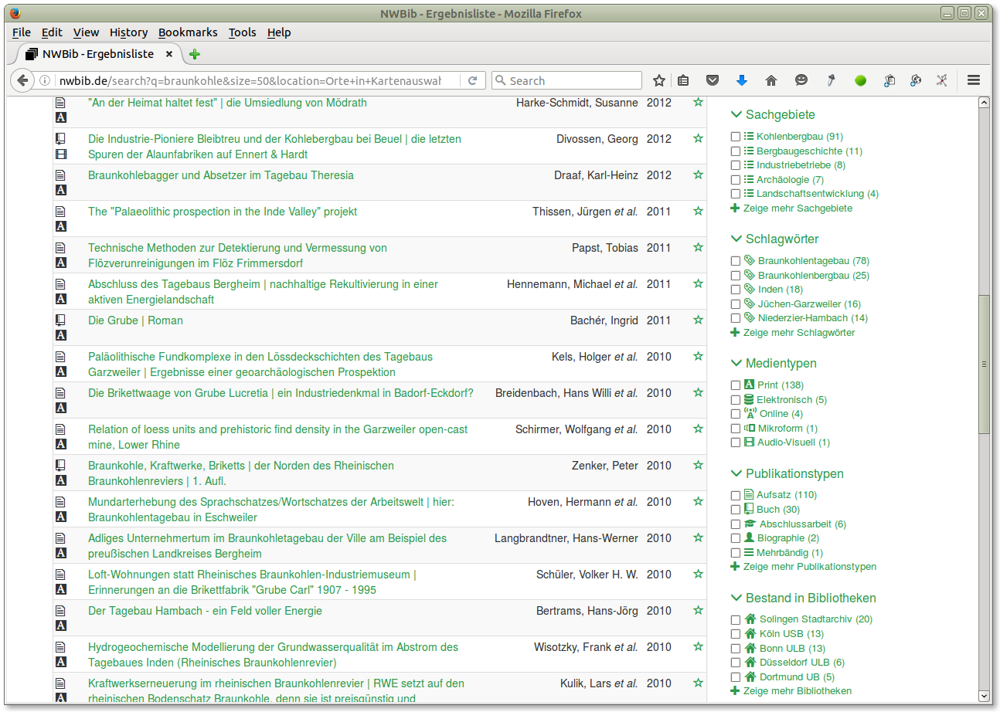 NWBib - Ergebnisliste - Mozilla Firefox
File Edit View History Bookmarks Tools Help
NWBib - Ergebnisliste
nwbib.de/search?q=braunkohle&size=50&location=Orte+in+Kartenauswahl
Search
"An der Heimat haltet fest" | die Umsiedlung von Mödrath Harke-Schmidt, Susanne 2012
Die Industrie-Pioniere Bleibtreu und der Kohlebergbau bei Beuel | die letzten Divossen, Georg 2012
Spuren der Alaunfabriken auf Ennert & Hardt
Braunkohlebagger und Absetzer im Tagebau Theresia Draaf, Karl-Heinz 2012
The "Palaeolithic prospection in the Inde Valley" projekt Thissen, Jürgen et al. 2011
Technische Methoden zur Detektierung und Vermessung von Papst, Tobias 2011
Flözverunreinigungen im Flöz Frimmersdorf
Abschluss des Tagebaus Bergheim | nachhaltige Rekultivierung in einer Hennemann, Michael et al. 2011
aktiven Energielandschaft
Die Grube | Roman Bachér, Ingrid 2011
Paläolithische Fundkomplexe in den Lössdeckschichten des Tagebaus Kels, Holger et al. 2010
Garzweiler | Ergebnisse einer geoarchäologischen Prospektion
Die Brikettwaage von Grube Lucretia | ein Industriedenkmal in Badorf-Eckdorf? Breidenbach, Hans Willi et al. 2010
Relation of loess units and prehistoric find density in the Garzweiler open-cast Schirmer, Wolfgang et al. 2010
mine, Lower Rhine
Braunkohle, Kraftwerke, Briketts | der Norden des Rheinischen Zenker, Peter 2010
Braunkohlenreviers | 1. Aufl.
Mundarterhebung des Sprachschatzes/Wortschatzes der Arbeitswelt | hier: Hoven, Hermann et al. 2010
Braunkohlentagebau in Eschweiler
Adliges Unternehmertum im Braunkohletagebau der Ville am Beispiel des Langbrandtner, Hans-Werner 2010
preußischen Landkreises Bergheim
Loft-Wohnungen statt Rheinisches Braunkohlen-Industriemuseum | Schüler, Volker H. W. 2010
Erinnerungen an die Brikettfabrik "Grube Carl" 1907 - 1995
Der Tagebau Hambach - ein Feld voller Energie Bertrams, Hans-Jörg 2010
Hydrogeochemische Modellierung der Grundwasserqualität im Abstrom des Wisotzky, Frank et al. 2010
Tagebaues Inden (Rheinisches Braunkohlenrevier)
Kraftwerkserneuerung im rheinischen Braunkohlenrevier | RWE setzt auf den Kulik, Lars et al. 2010
rheinischen Bodenschatz Braunkohle, denn sie ist preisgünstig und
Sachgebiete
Kohlenbergbau (91)
Bergbaugeschichte (11)
Industriebetriebe (8)
Archäologie (7)
Landschaftsentwicklung (4)
Zeige mehr Sachgebiete
Schlagwörter
Braunkohlentagebau (78)
Braunkohlenbergbau (25)
Inden (18)
Jüchen-Garzweiler (16)
Niederzier-Hambach (14)
Zeige mehr Schlagwörter
Medientypen
Print (138)
Elektronisch (5)
Online (4)
Mikroform (1)
Audio-Visuell (1)
Publikationstypen
Aufsatz (110)
Buch (30)
Abschlussarbeit (6)
Biographie (2)
Mehrbändig (1)
Zeige mehr Publikationstypen
Bestand in Bibliotheken
Solingen Stadtarchiv (20)
Köln USB (13)
Bonn ULB (13)
Düsseldorf ULB (6)
Dortmund UB (5)
Zeige mehr Bibliotheken